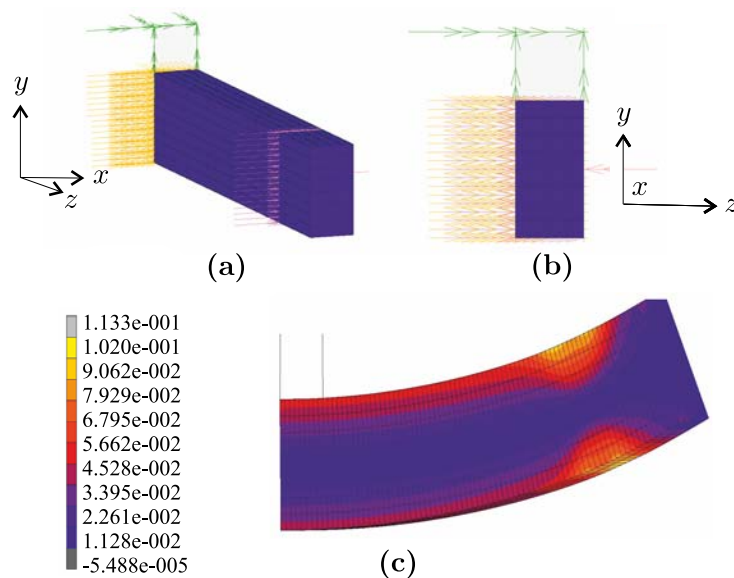 y
x
z
(a)
y
x
z
(b)
1.133e-001
1.020e-001
9.062e-002
7.929e-002
6.795e-002
5.662e-002
4.528e-002
3.395e-002
2.261e-002
1.128e-002
-5.488e-005
(c)